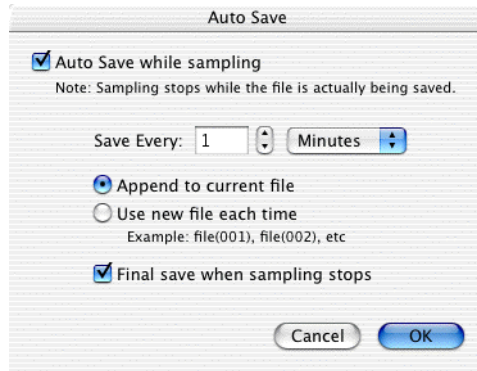 Auto Save
Auto Save while sampling
Note: Sampling stops while the file is actually being saved.
Save Every: 1 Minutes
Append to current file
Use new file each time
Example: file(001), file(002), etc
Final save when sampling stops
Cancel OK